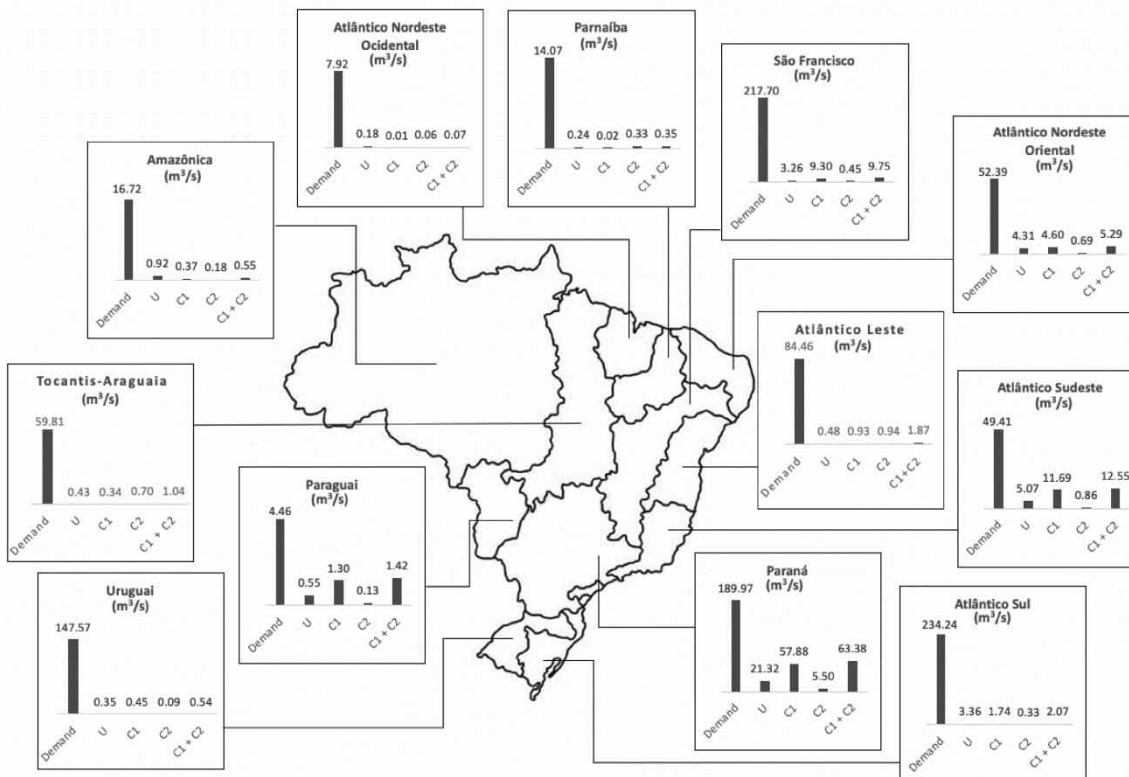 Atlântico Nordeste
Ocidental
(m³/s)
7.92
0.18 0.01 0.06 0.07
Demand U C1 C2 C1 + C2
Parnaíba
(m³/s)
14.07
0.24 0.02 0.33 0.35
Demand U C1 C2 C1 + C2
São Francisco
(m³/s)
217.70
3.26 9.30 0.45 9.75
Demand U C1 C2 C1 + C2
Atlântico Nordeste
Oriental
(m³/s)
52.39
4.31 4.60 0.69 5.29
Demand U C1 C2 C1 + C2
Amazônica
(m³/s)
16.72
0.92 0.37 0.18 0.55
Demand U C1 C2 C1 + C2
Atlântico Leste
(m³/s)
84.46
0.48 0.93 0.94 1.87
Demand U C1 C2 C1+C2
Tocantis-Araguaia
(m³/s)
59.81
0.43 0.34 0.70 1.04
Demand U C1 C2 C1 + C2
Atlântico Sudeste
(m³/s)
49.41
5.07 11.69 0.86 12.55
Demand U C1 C2 C1 + C2
Paraguai
(m³/s)
4.46
0.55 1.30 0.13 1.42
Demand U C1 C2 C1 + C2
Paraná
(m³/s)
189.97
21.32 57.88 5.50 63.38
Demand U C1 C2 C1 + C2
Uruguai
(m³/s)
147.57
0.35 0.45 0.09 0.54
Demand U C1 C2 C1 + C2
Atlântico Sul
(m³/s)
234.24
3.36 1.74 0.33 2.07
Demand U C1 C2 C1 + C2